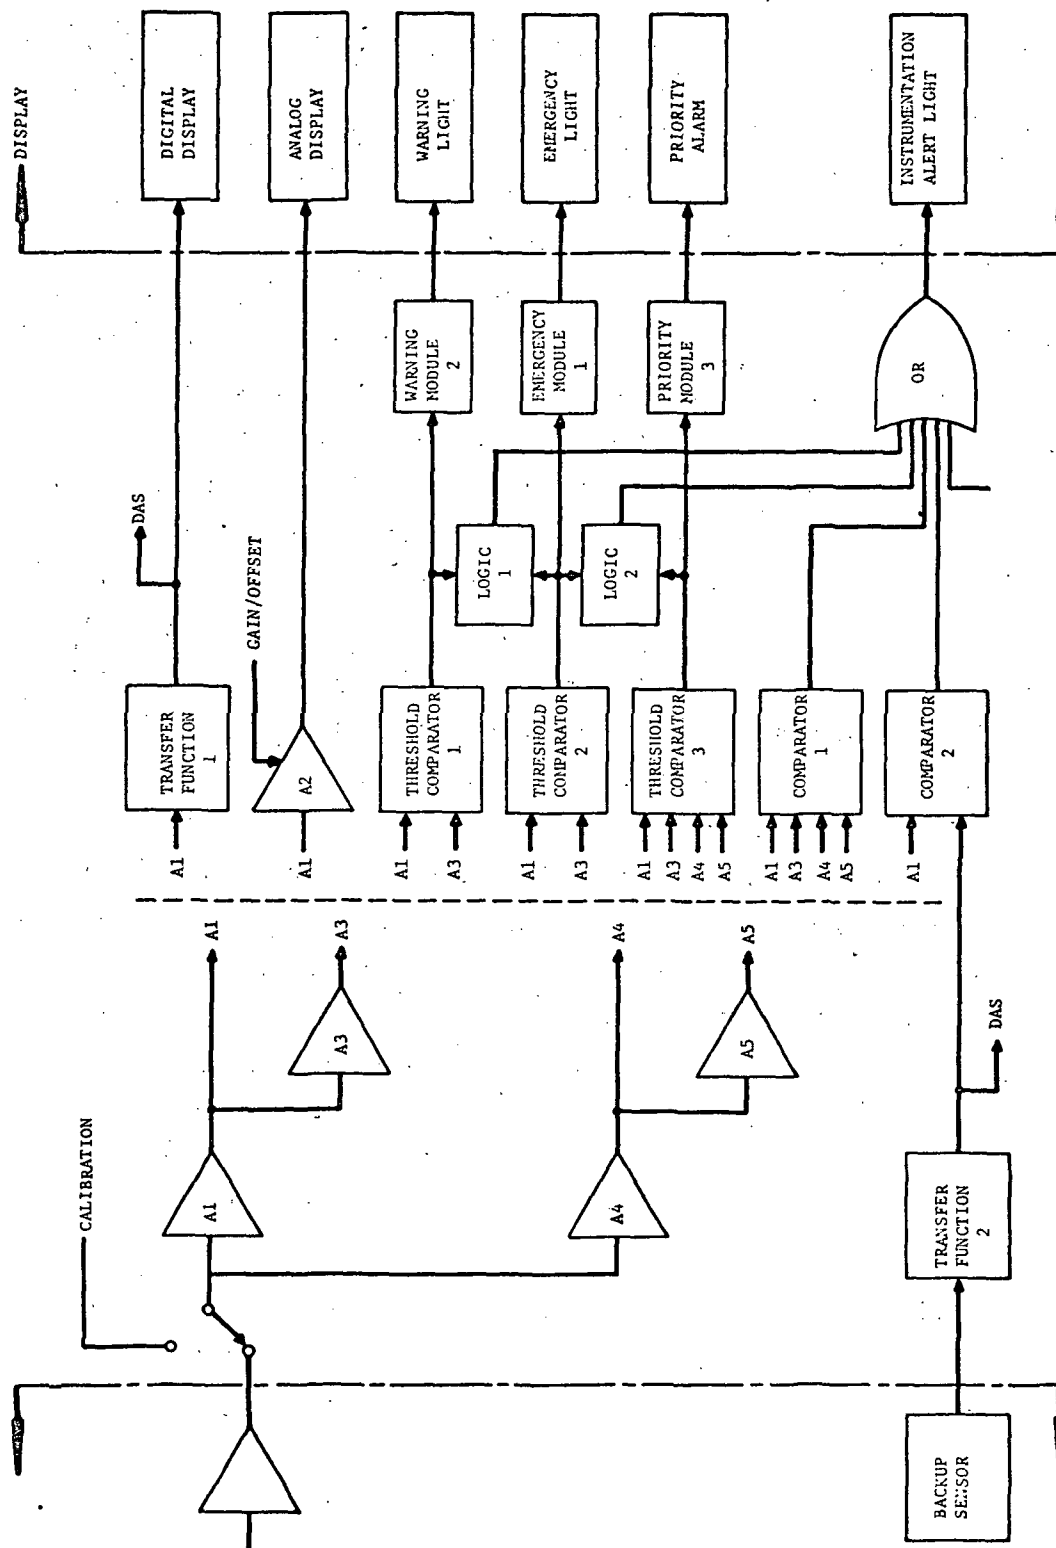 DISPLAY
DIGITAL
DISPLAY
ANALOG
DISPLAY
WARNING
LIGHT
EMERGENCY
LIGHT
PRIORITY
ALARM
INSTRUMENTATION
ALERT LIGHT
WARNING
MODULE
2
EMERGENCY
MODULE
1
PRIORITY
MODULE
3
OR
DAS
GAIN/OFFSET
LOGIC
1
LOGIC
2
TRANSFER
FUNCTION
1
A2
THRESHOLD
COMPARATOR
1
THRESHOLD
COMPARATOR
2
THRESHOLD
COMPARATOR
3
COMPARATOR
1
COMPARATOR
2
A1
A1
A1
A3
A1
A3
A1
A3
A4
A5
A1
A3
A4
A5
A1
A1
A3
A4
A5
A3
A5
DAS
CALIBRATION
A1
A4
TRANSFER
FUNCTION
2
BACKUP
SENSOR